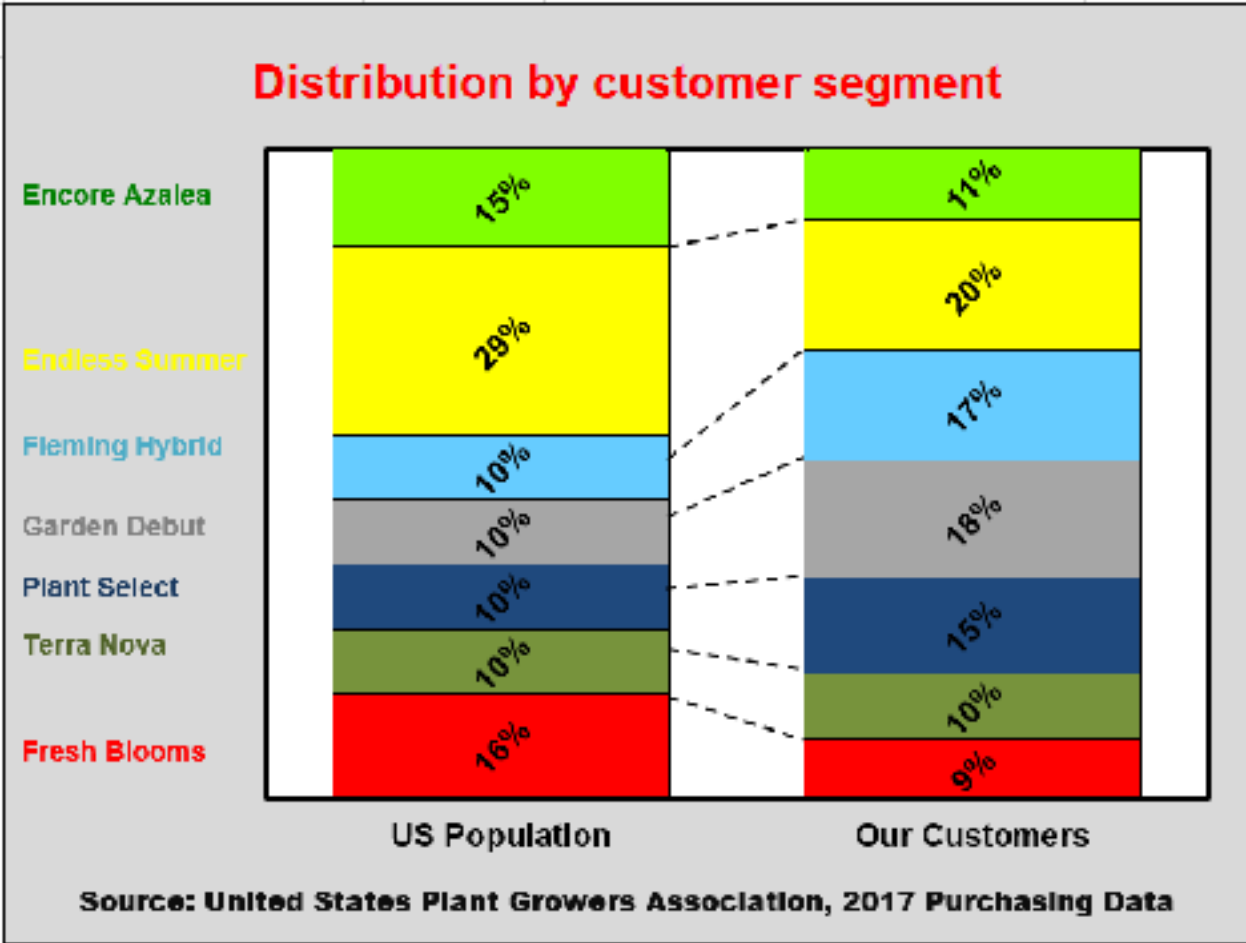 Distribution by customer segment
Encore Azalea
15%
11%
Endless Summer
29%
20%
Fleming Hybrid
10%
17%
Garden Debut
10%
18%
Plant Select
10%
15%
Terra Nova
10%
10%
Fresh Blooms
16%
9%
US Population
Our Customers
Source: United States Plant Growers Association, 2017 Purchasing Data